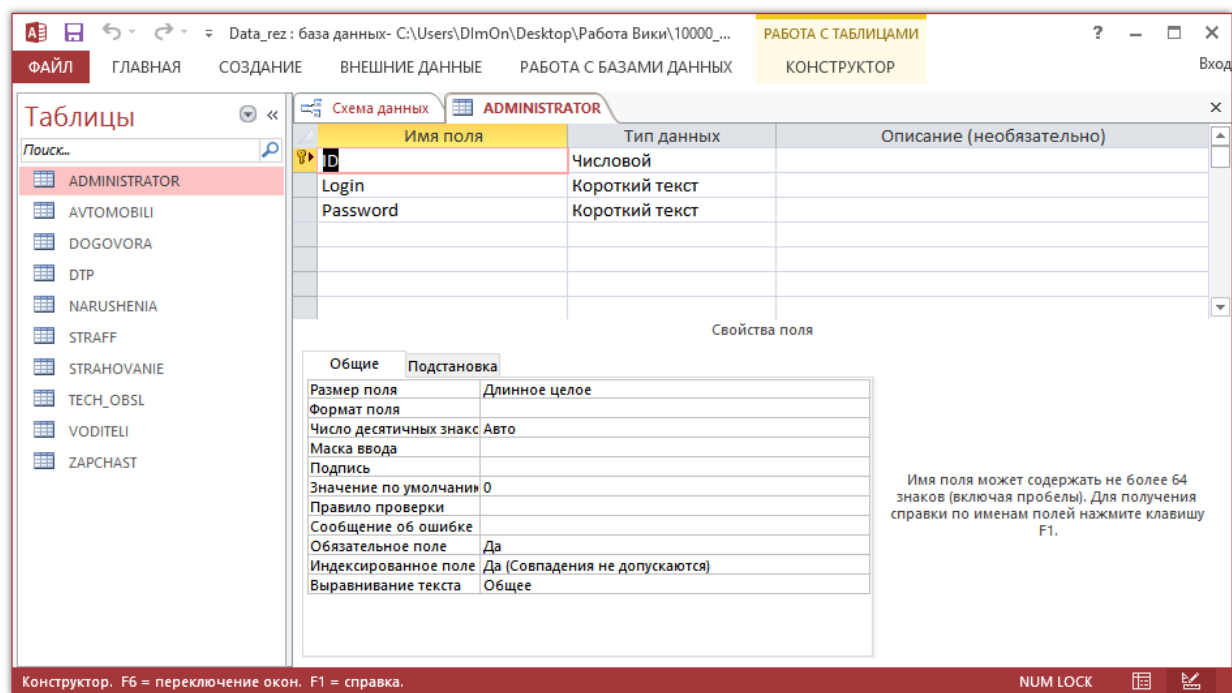 Data_rez : база данных- C:\Users\DImOn\Desktop\Работа Вики\10000_...
РАБОТА С ТАБЛИЦАМИ
?
ФАЙЛ ГЛАВНАЯ СОЗДАНИЕ ВНЕШНИЕ ДАННЫЕ РАБОТА С БАЗАМИ ДАННЫХ КОНСТРУКТОР Вход
Таблицы
Поиск...
ADMINISTRATOR
AVTOMOBILI
DOGOVORA
DTP
NARUSHENIA
STRAFF
STRAHOVANIE
TECH_OBSL
VODITELI
ZAPCHAST
Схема данных ADMINISTRATOR
Имя поля Тип данных Описание (необязательно)
ID Числовой
Login Короткий текст
Password Короткий текст
Свойства поля
Общие Подстановка
Размер поля Длинное целое
Формат поля
Число десятичных знакс Авто
Маска ввода
Подпись
Значение по умолчани 0
Правило проверки
Сообщение об ошибке
Обязательное поле Да
Индексированное поле Да (Совпадения не допускаются)
Выравнивание текста Общее
Имя поля может содержать не более 64
знаков (включая пробелы). Для получения
справки по именам полей нажмите клавишу
F1.
Конструктор. F6 = переключение окон. F1 = справка. NUM LOCK